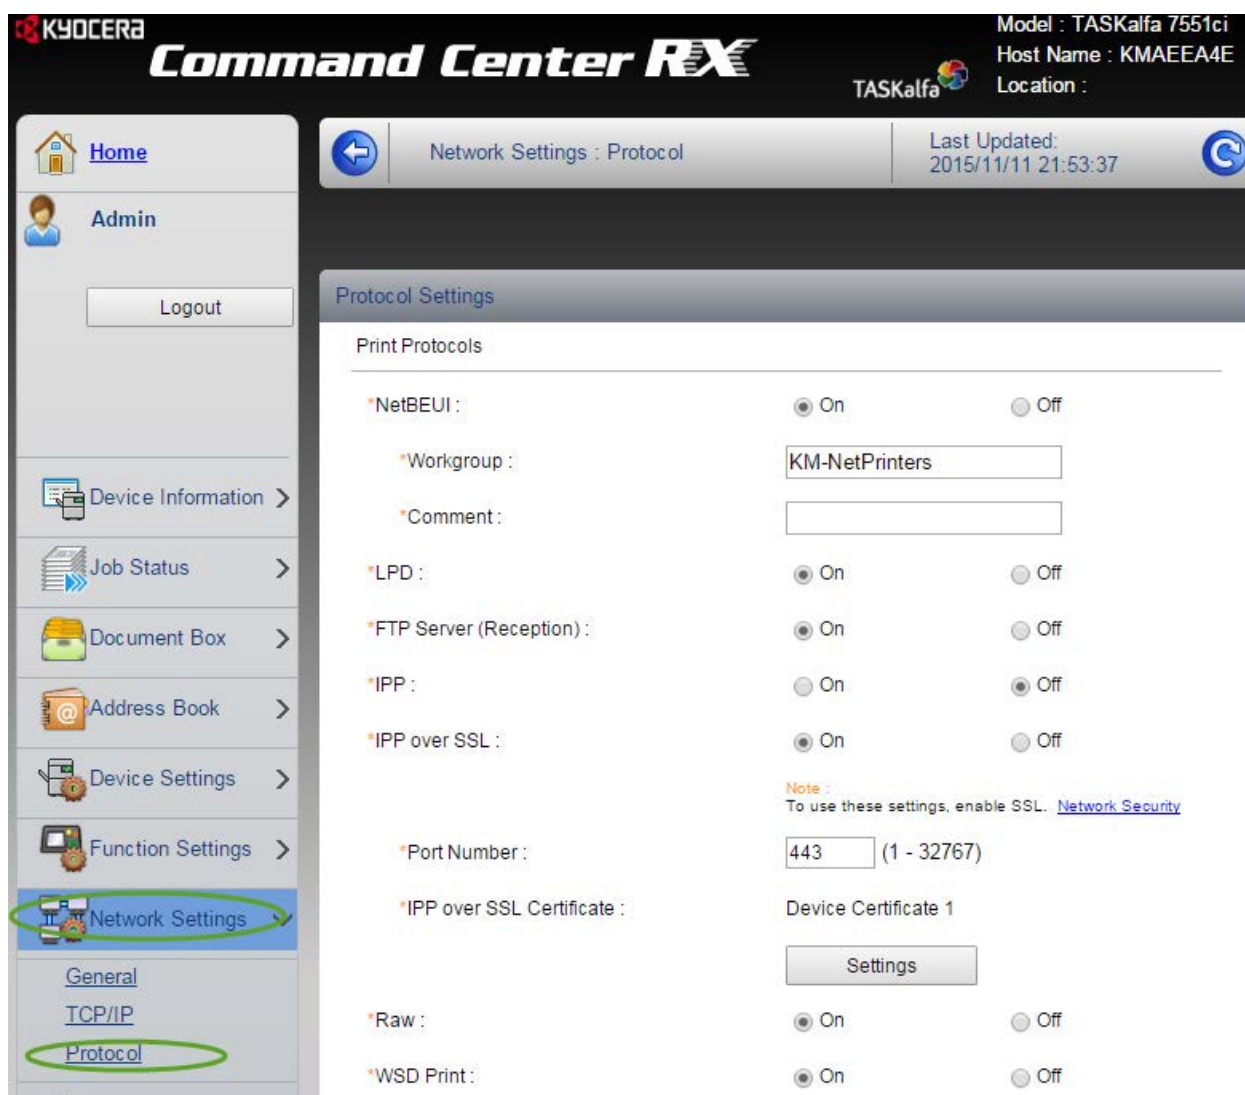 KYOCERA
Command Center RX
TASKalfa
Model : TASKalfa 7551ci
Host Name : KMAEEA4E
Location :
Home
Admin
Logout
Device Information
Job Status
Document Box
Address Book
Device Settings
Function Settings
Network Settings
General
TCP/IP
Protocol
Network Settings : Protocol
Last Updated:
2015/11/11 21:53:37
Protocol Settings
Print Protocols
*NetBEUI : On Off
*Workgroup : KM-NetPrinters
*Comment :
*LPD : On Off
*FTP Server (Reception) : On Off
*IPP : On Off
*IPP over SSL : On Off
Note :
To use these settings, enable SSL. Network Security
*Port Number : 443 (1 - 32767)
*IPP over SSL Certificate : Device Certificate 1
Settings
*Raw : On Off
*WSD Print : On Off